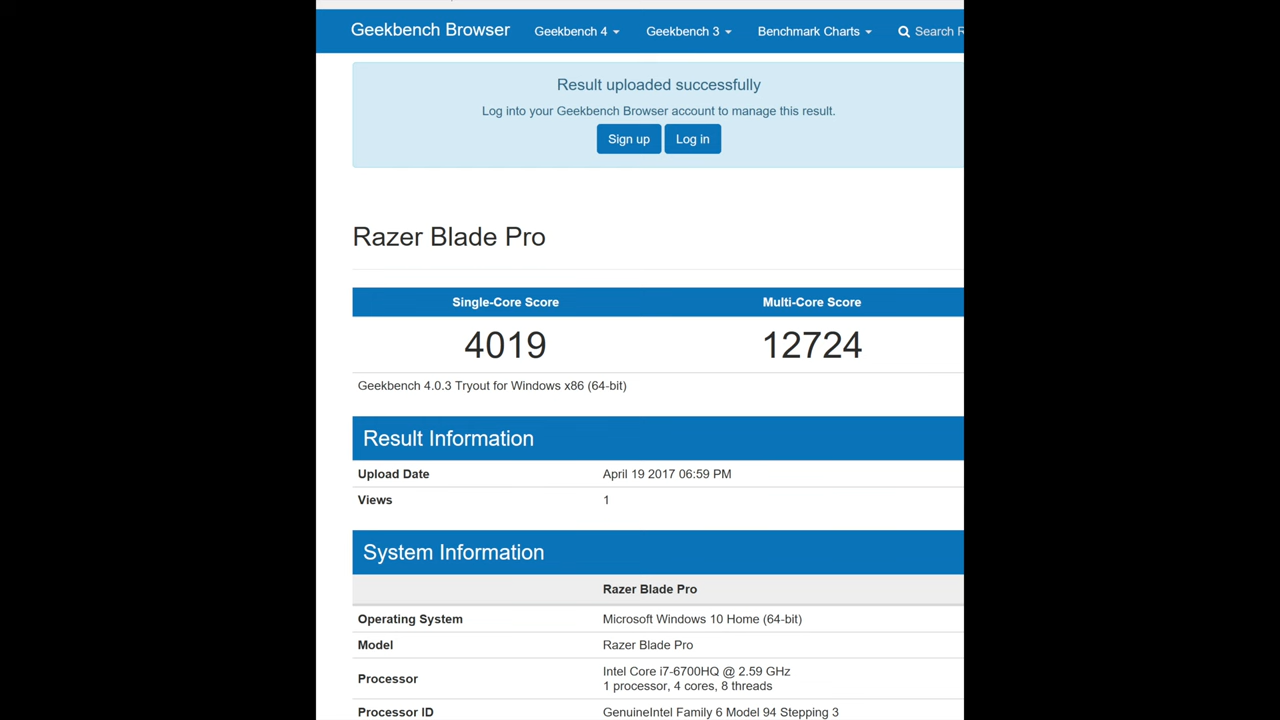 Geekbench Browser Geekbench 4 Geekbench 3 Benchmark Charts Search
Result uploaded successfully
Log into your Geekbench Browser account to manage this result.
Sign up Log in
Razer Blade Pro
Single-Core Score Multi-Core Score
4019 12724
Geekbench 4.0.3 Tryout for Windows x86 (64-bit)
Result Information
Upload Date April 19 2017 06:59 PM
Views 1
System Information
Razer Blade Pro
Operating System Microsoft Windows 10 Home (64-bit)
Model Razer Blade Pro
Processor Intel Core i7-6700HQ @ 2.59 GHz
1 processor, 4 cores, 8 threads
Processor ID GenuineIntel Family 6 Model 94 Stepping 3